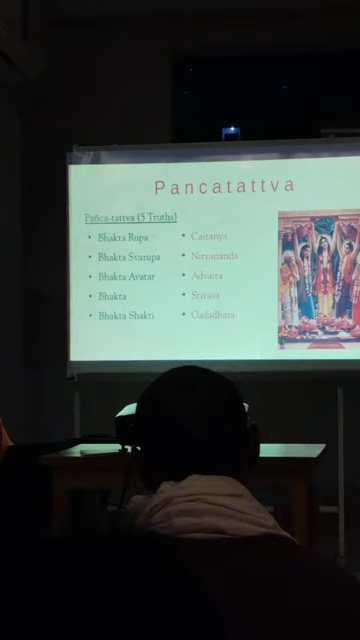 Pancatattva
Pañca-tattva (5 Truths)
• Bhakta Rupa
• Bhakta Svarupa
• Bhakta Avatar
• Bhakta
• Bhakta Shakti
• Caitanya
• Nityananda
• Advaita
• Srivasa
• Gadadhara